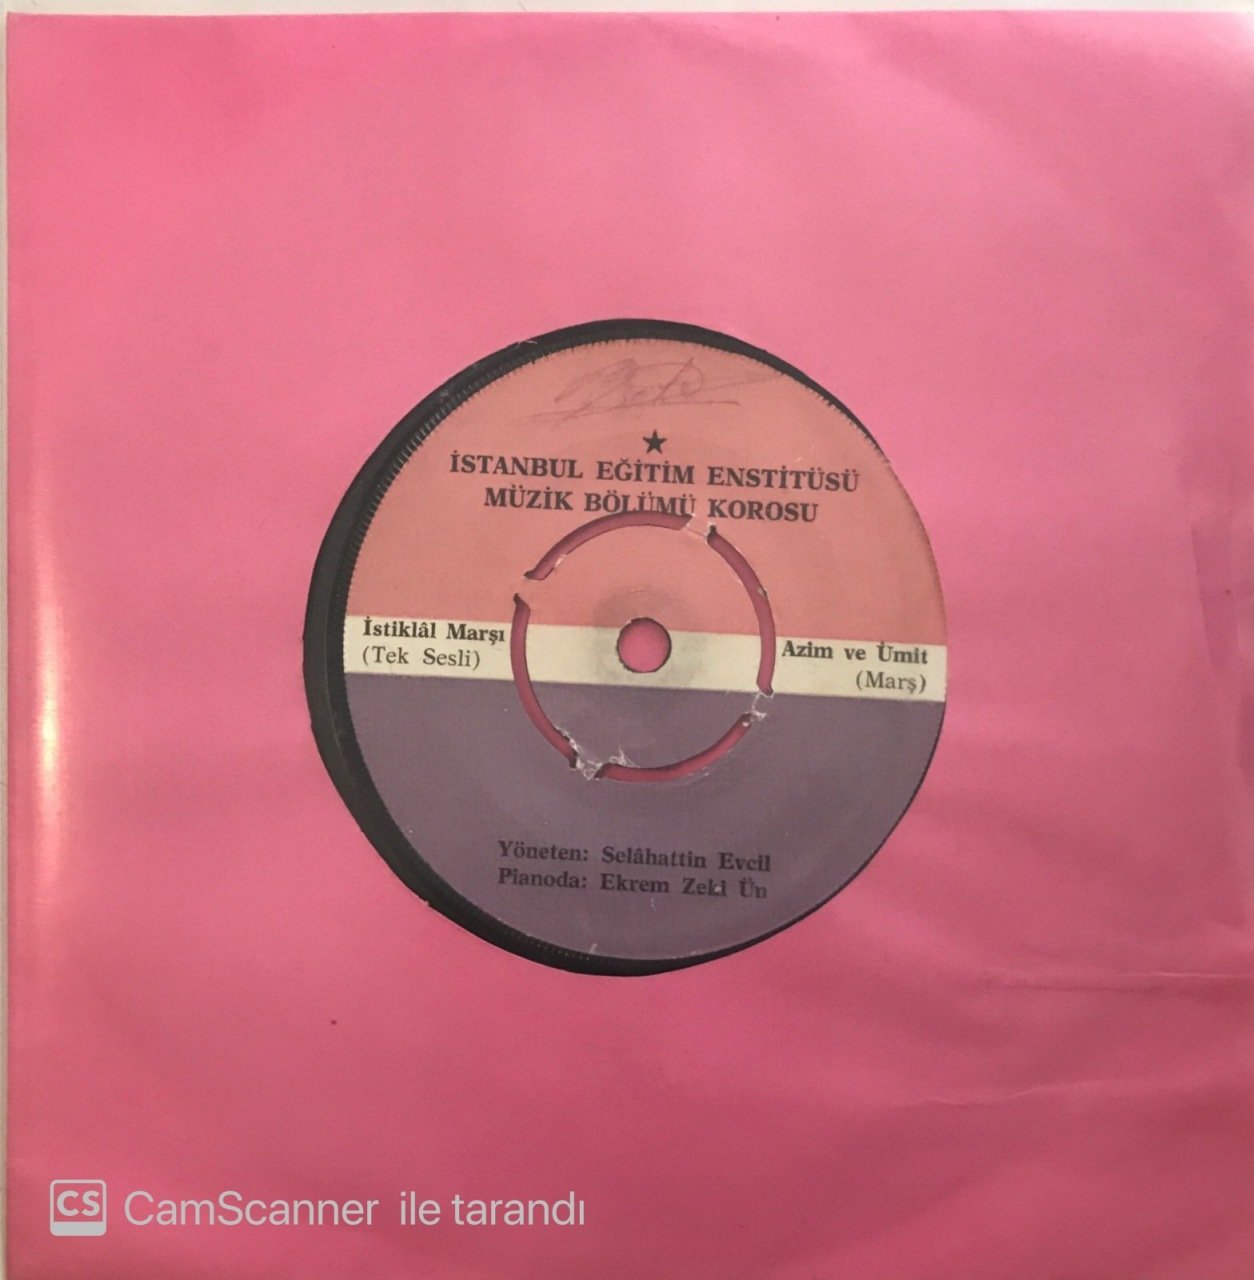 ★
İSTANBUL EĞİTİM ENSTİTÜSÜ
MÜZİK BÖLÜMÜ KOROSU
İstiklâl Marşı
(Tek Sesli)
Azim ve Ümit
(Marş)
Yöneten: Selâhattin Evcil
Pianoda: Ekrem Zeki Ün
CS CamScanner ile tarandı